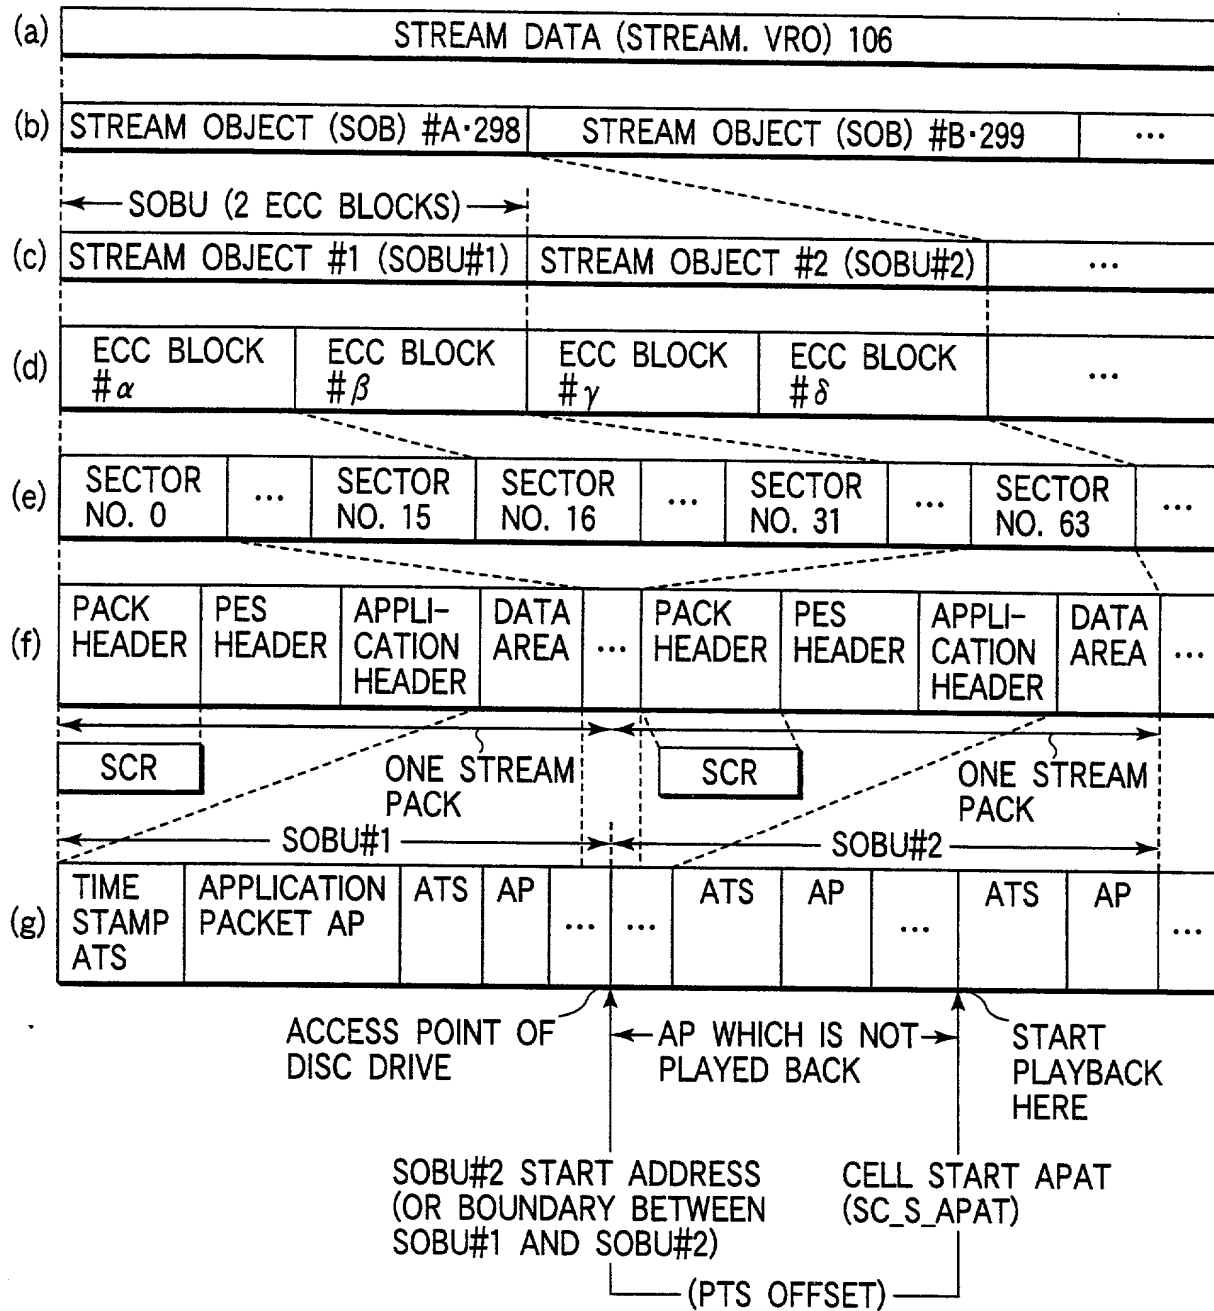 (a) STREAM DATA (STREAM. VRO) 106
(b) STREAM OBJECT (SOB) #A·298 STREAM OBJECT (SOB) #B·299 ...
SOBU (2 ECC BLOCKS)
(c) STREAM OBJECT #1 (SOBU#1) STREAM OBJECT #2 (SOBU#2) ...
(d) ECC BLOCK #α ECC BLOCK #β ECC BLOCK #γ ECC BLOCK #δ ...
(e) SECTOR NO. 0 ... SECTOR NO. 15 SECTOR NO. 16 ... SECTOR NO. 31 ... SECTOR NO. 63 ...
(f) PACK HEADER PES HEADER APPLI-CATION HEADER DATA AREA ... PACK HEADER PES HEADER APPLI-CATION HEADER DATA AREA ...
SCR
ONE STREAM
PACK
SCR
ONE STREAM
PACK
SOBU#1 SOBU#2
(g) TIME STAMP ATS APPLICATION PACKET AP ATS AP ... ... ATS AP ... ATS AP ...
ACCESS POINT OF
DISC DRIVE
AP WHICH IS NOT
PLAYED BACK
START
PLAYBACK
HERE
SOBU#2 START ADDRESS
(OR BOUNDARY BETWEEN
SOBU#1 AND SOBU#2)
CELL START APAT
(SC_S_APAT)
(PTS OFFSET)